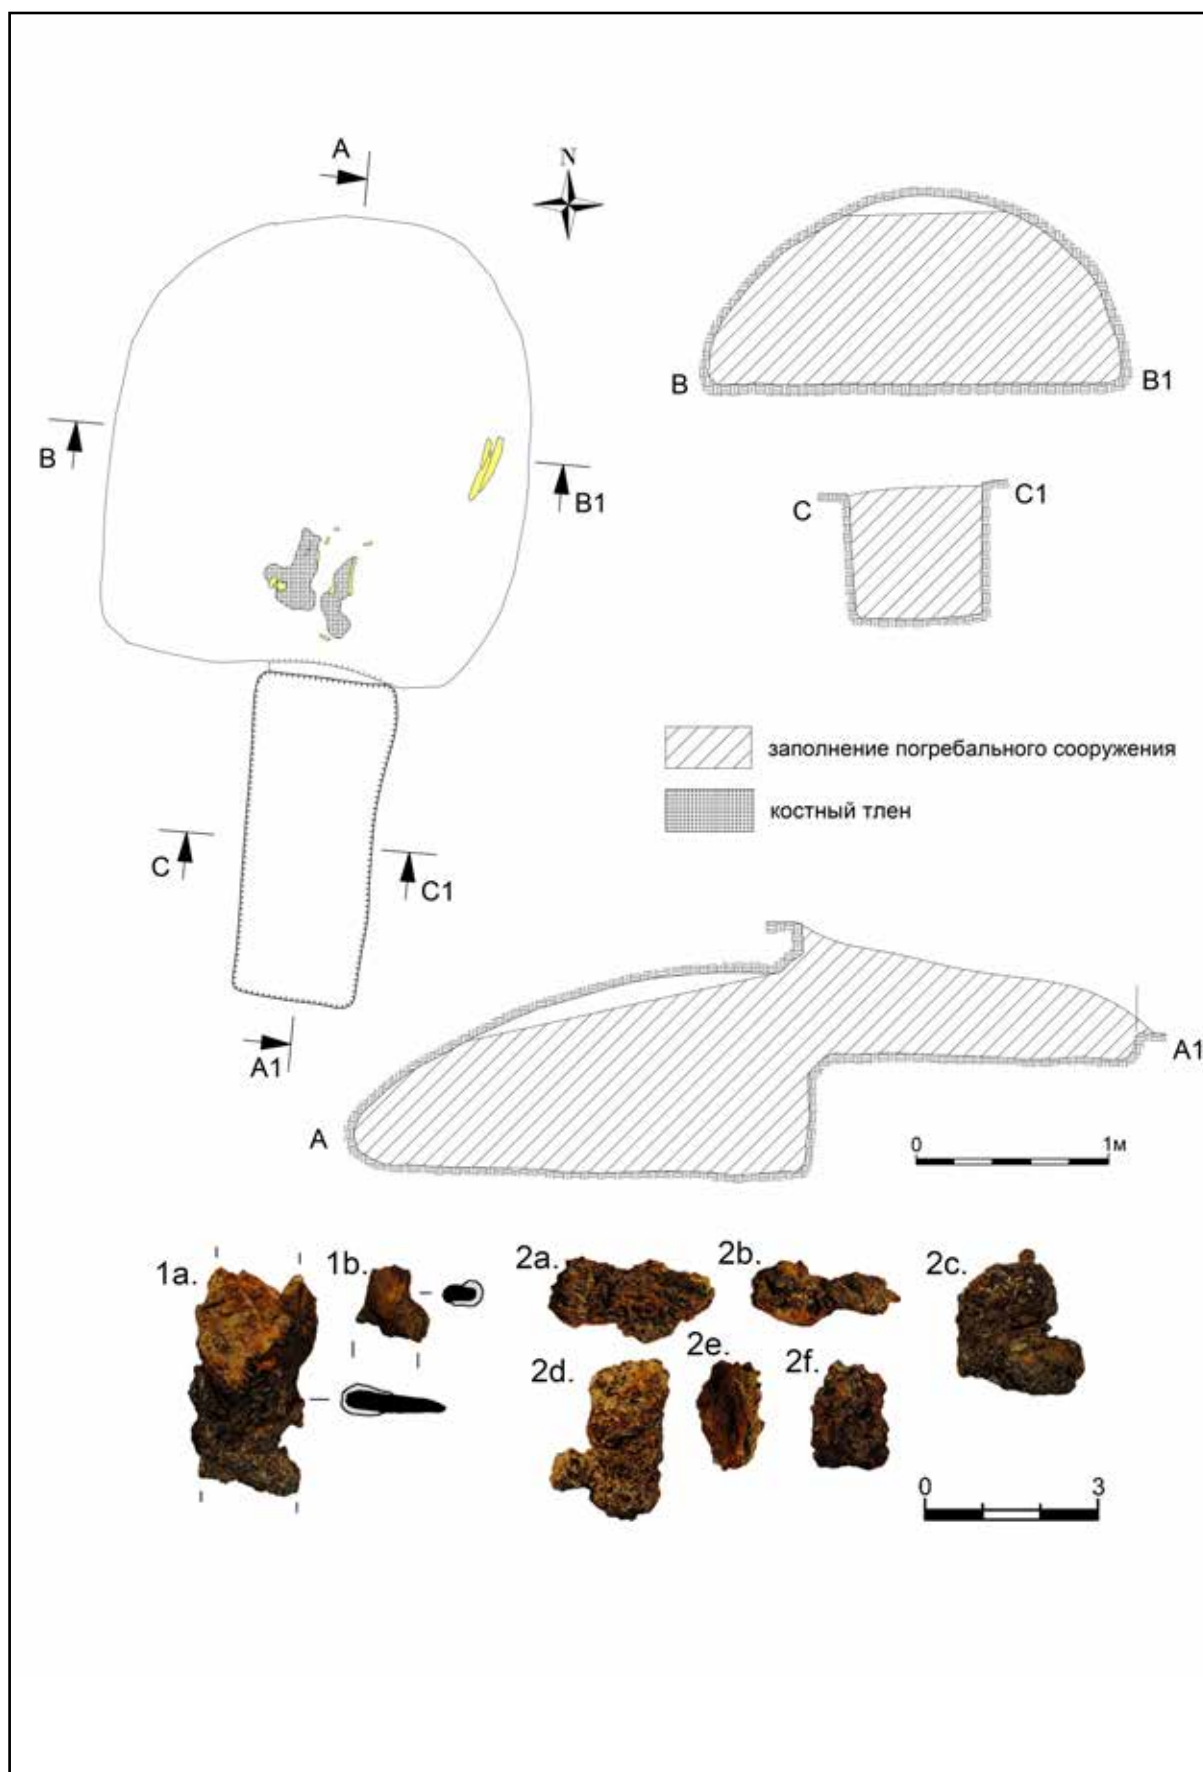 A
N
B
B1
B
B1
C
C1
заполнение погребального сооружения
костный тлен
C
C1
A1
A
A1
0 1м
1a.
1b.
2a.
2b.
2c.
2d.
2e.
2f.
0 3